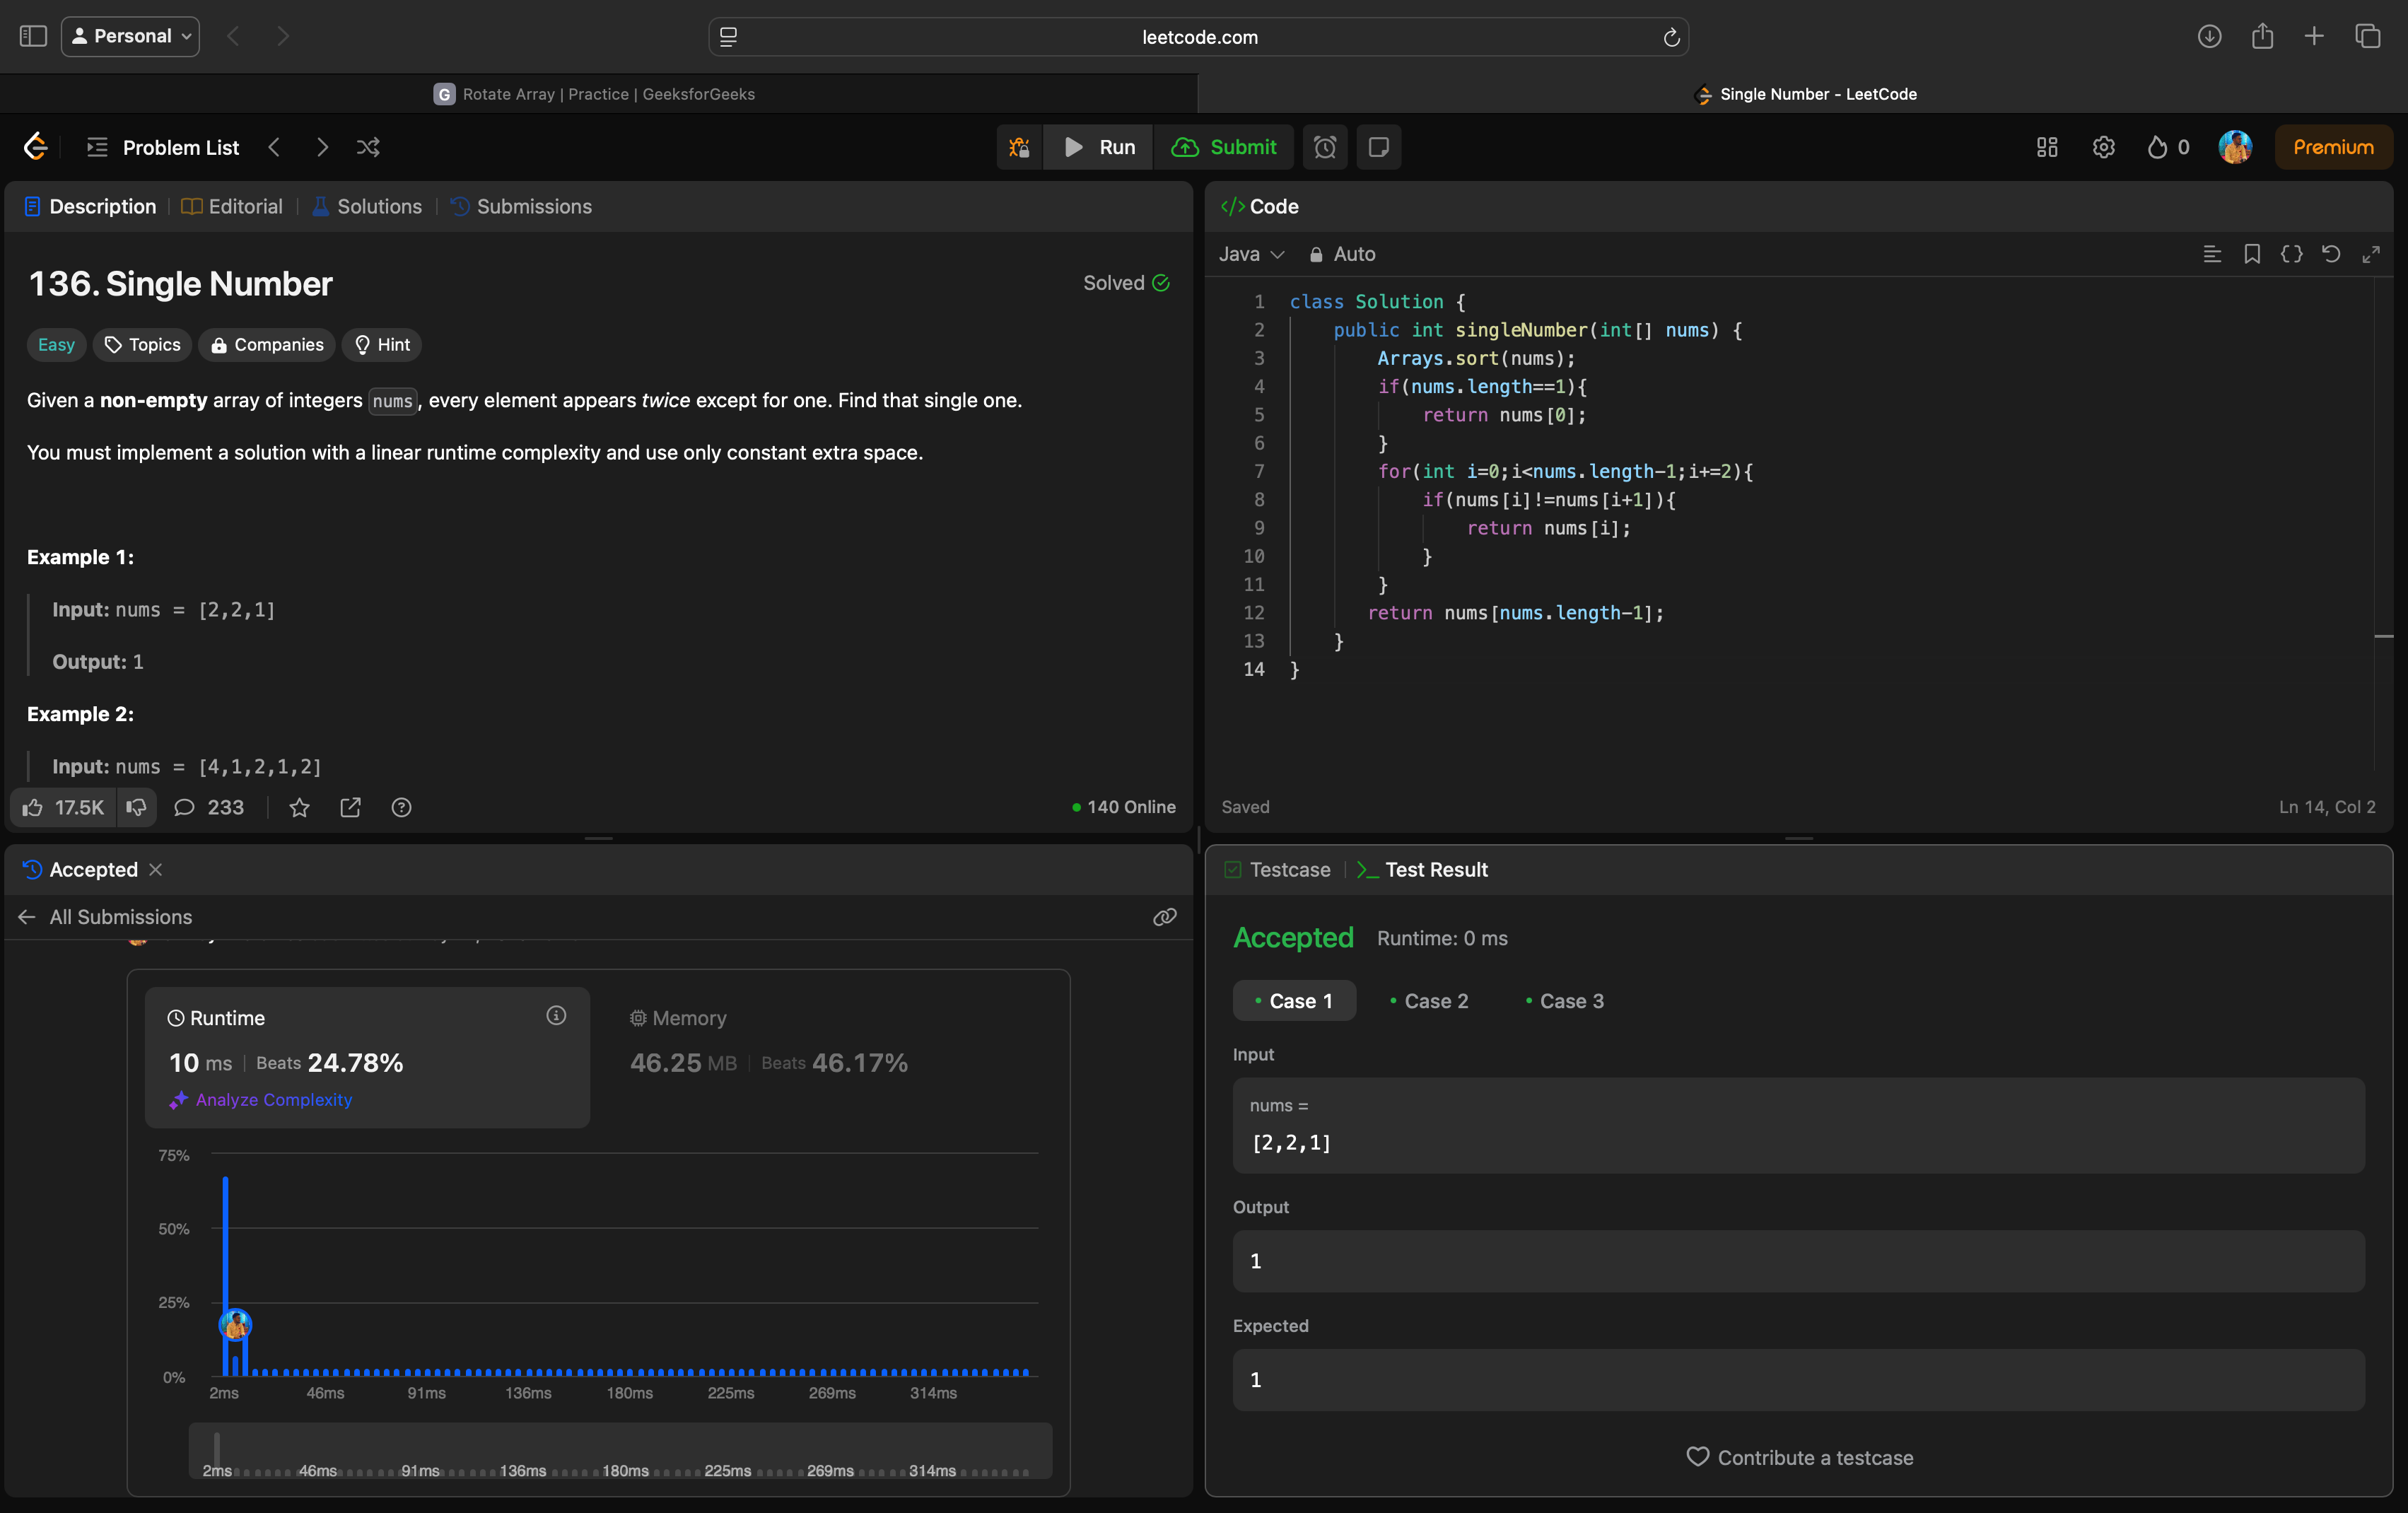 Personal
leetcode.com
G Rotate Array | Practice | GeeksforGeeks
Single Number - LeetCode
Problem List
Run
Submit
0
Premium
Description
Editorial
Solutions
Submissions
136. Single Number
Solved
Easy
Topics
Companies
Hint
Given a non-empty array of integers nums, every element appears twice except for one. Find that single one.
You must implement a solution with a linear runtime complexity and use only constant extra space.
Example 1:
Input: nums = [2,2,1]
Output: 1
Example 2:
Input: nums = [4,1,2,1,2]
17.5K
233
140 Online
</> Code
Java
Auto
1 class Solution {
2 public int singleNumber(int[] nums) {
3 Arrays.sort(nums);
4 if(nums.length==1){
5 return nums[0];
6 }
7 for(int i=0;i<nums.length-1;i+=2){
8 if(nums[i]!=nums[i+1]){
9 return nums[i];
10 }
11 }
12 return nums[nums.length-1];
13 }
14 }
Saved
Ln 14, Col 2
Accepted
All Submissions
Runtime
10 ms | Beats 24.78%
Analyze Complexity
Memory
46.25 MB | Beats 46.17%
75%
50%
25%
0%
2ms 46ms 91ms 136ms 180ms 225ms 269ms 314ms
2ms 46ms 91ms 136ms 180ms 225ms 269ms 314ms
Testcase
>_ Test Result
Accepted Runtime: 0 ms
Case 1 Case 2 Case 3
Input
nums =
[2,2,1]
Output
1
Expected
1
Contribute a testcase